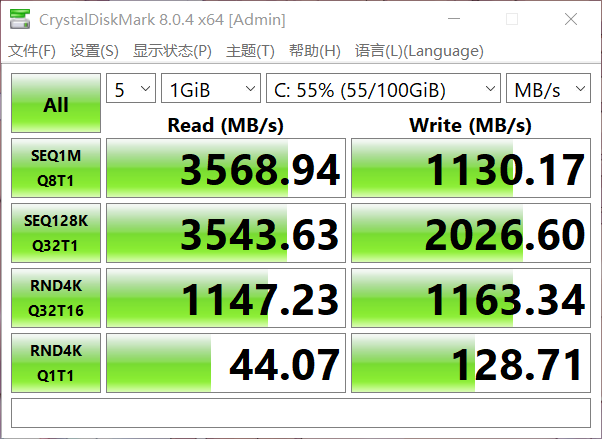 CrystalDiskMark 8.0.4 x64 [Admin]
文件(F) 设置(S) 显示状态(P) 主题(T) 帮助(H) 语言(L)(Language)
All 5 1GiB C: 55% (55/100GiB) MB/s
Read (MB/s) Write (MB/s)
SEQ1M
Q8T1 3568.94 1130.17
SEQ128K
Q32T1 3543.63 2026.60
RND4K
Q32T16 1147.23 1163.34
RND4K
Q1T1 44.07 128.71